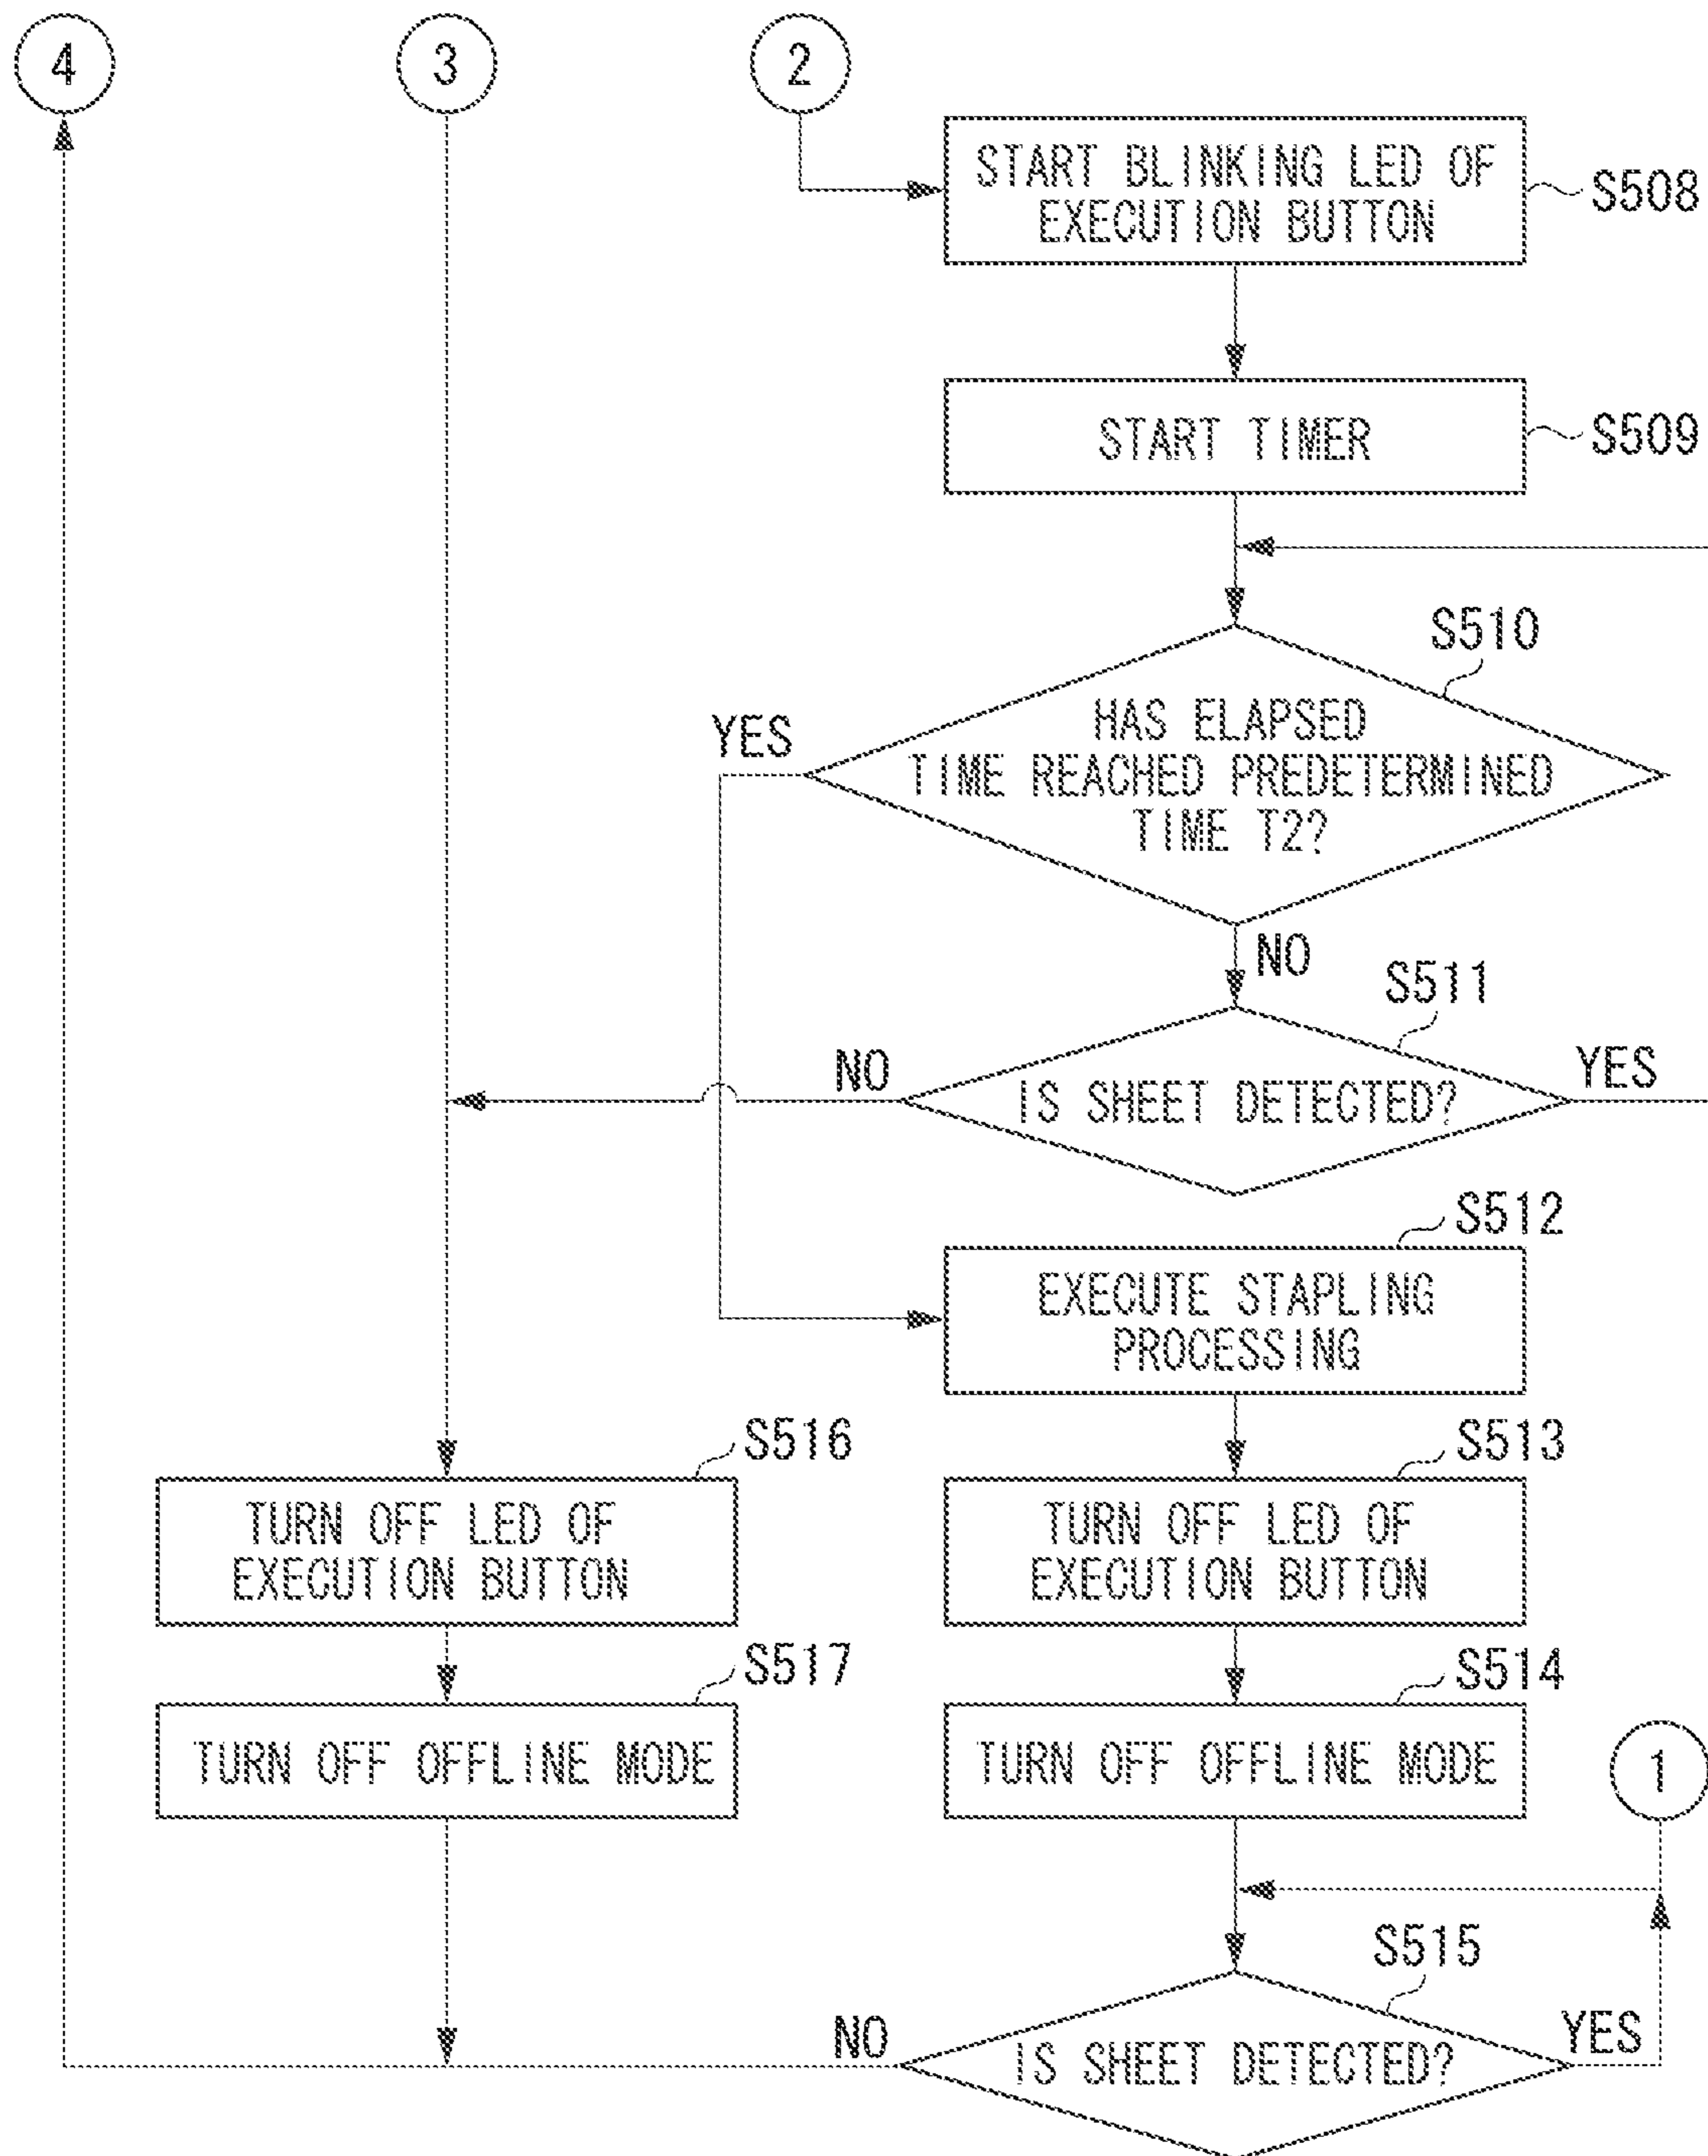 4
3
2
START BLINKING LED OF
EXECUTION BUTTON
S508
START TIMER
S509
S510
YES
HAS ELAPSED
TIME REACHED PREDETERMINED
TIME T2?
NO
S511
NO
IS SHEET DETECTED?
YES
S512
EXECUTE STAPLING
PROCESSING
S516
S513
TURN OFF LED OF
EXECUTION BUTTON
TURN OFF LED OF
EXECUTION BUTTON
S517
S514
TURN OFF OFFLINE MODE
TURN OFF OFFLINE MODE
1
S515
NO
IS SHEET DETECTED?
YES